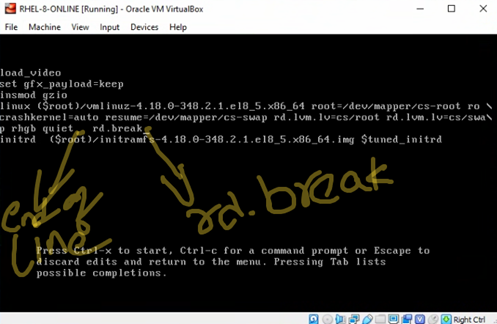 RHEL-8-ONLINE [Running] - Oracle VM VirtualBox
File Machine View Input Devices Help
load_video
set gfx_payload=keep
insmod gzio
linux ($root)/vmlinuz-4.18.0-348.2.1.el8_5.x86_64 root=/dev/mapper/cs-root ro \
crashkernel=auto resume=/dev/mapper/cs-swap rd.lvm.lv=cs/root rd.lvm.lv=cs/swa\
p rhgb quiet  rd.break
initrd ($root)/initramfs-4.18.0-348.2.1.el8_5.x86_64.img $tuned_initrd
end of
line
rd.break
Press Ctrl-x to start, Ctrl-c for a command prompt or Escape to
discard edits and return to the menu. Pressing Tab lists
possible completions.
Right Ctrl